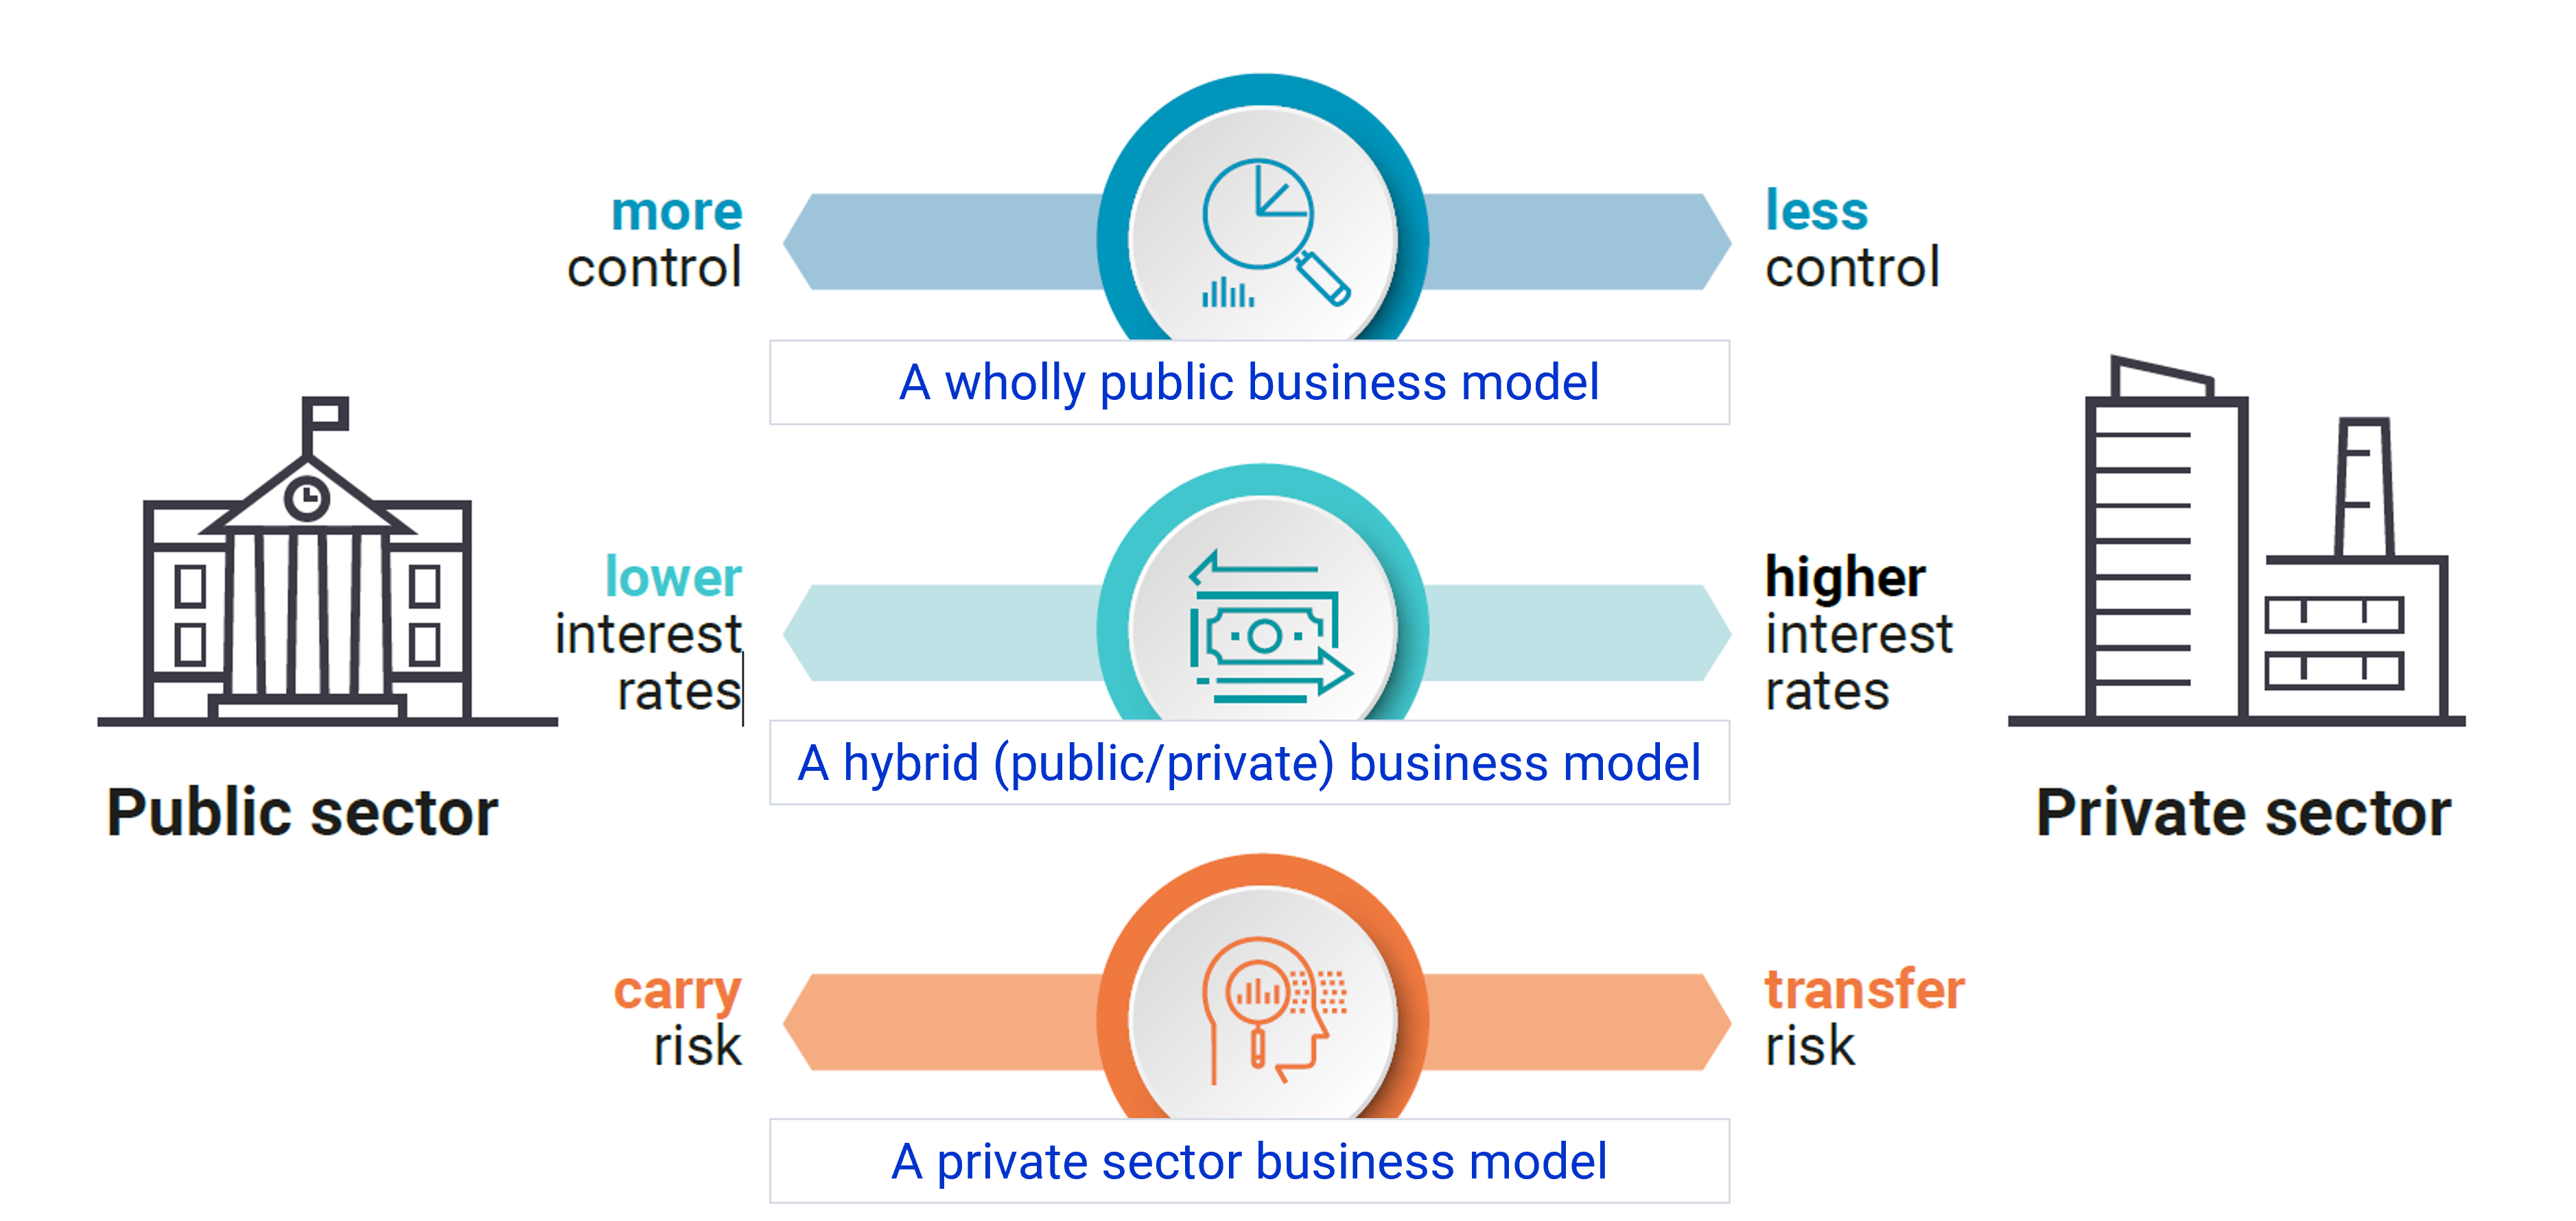 more
control
less
control
A wholly public business model
lower
interest
rates
higher
interest
rates
A hybrid (public/private) business model
Public sector
Private sector
carry
risk
transfer
risk
A private sector business model